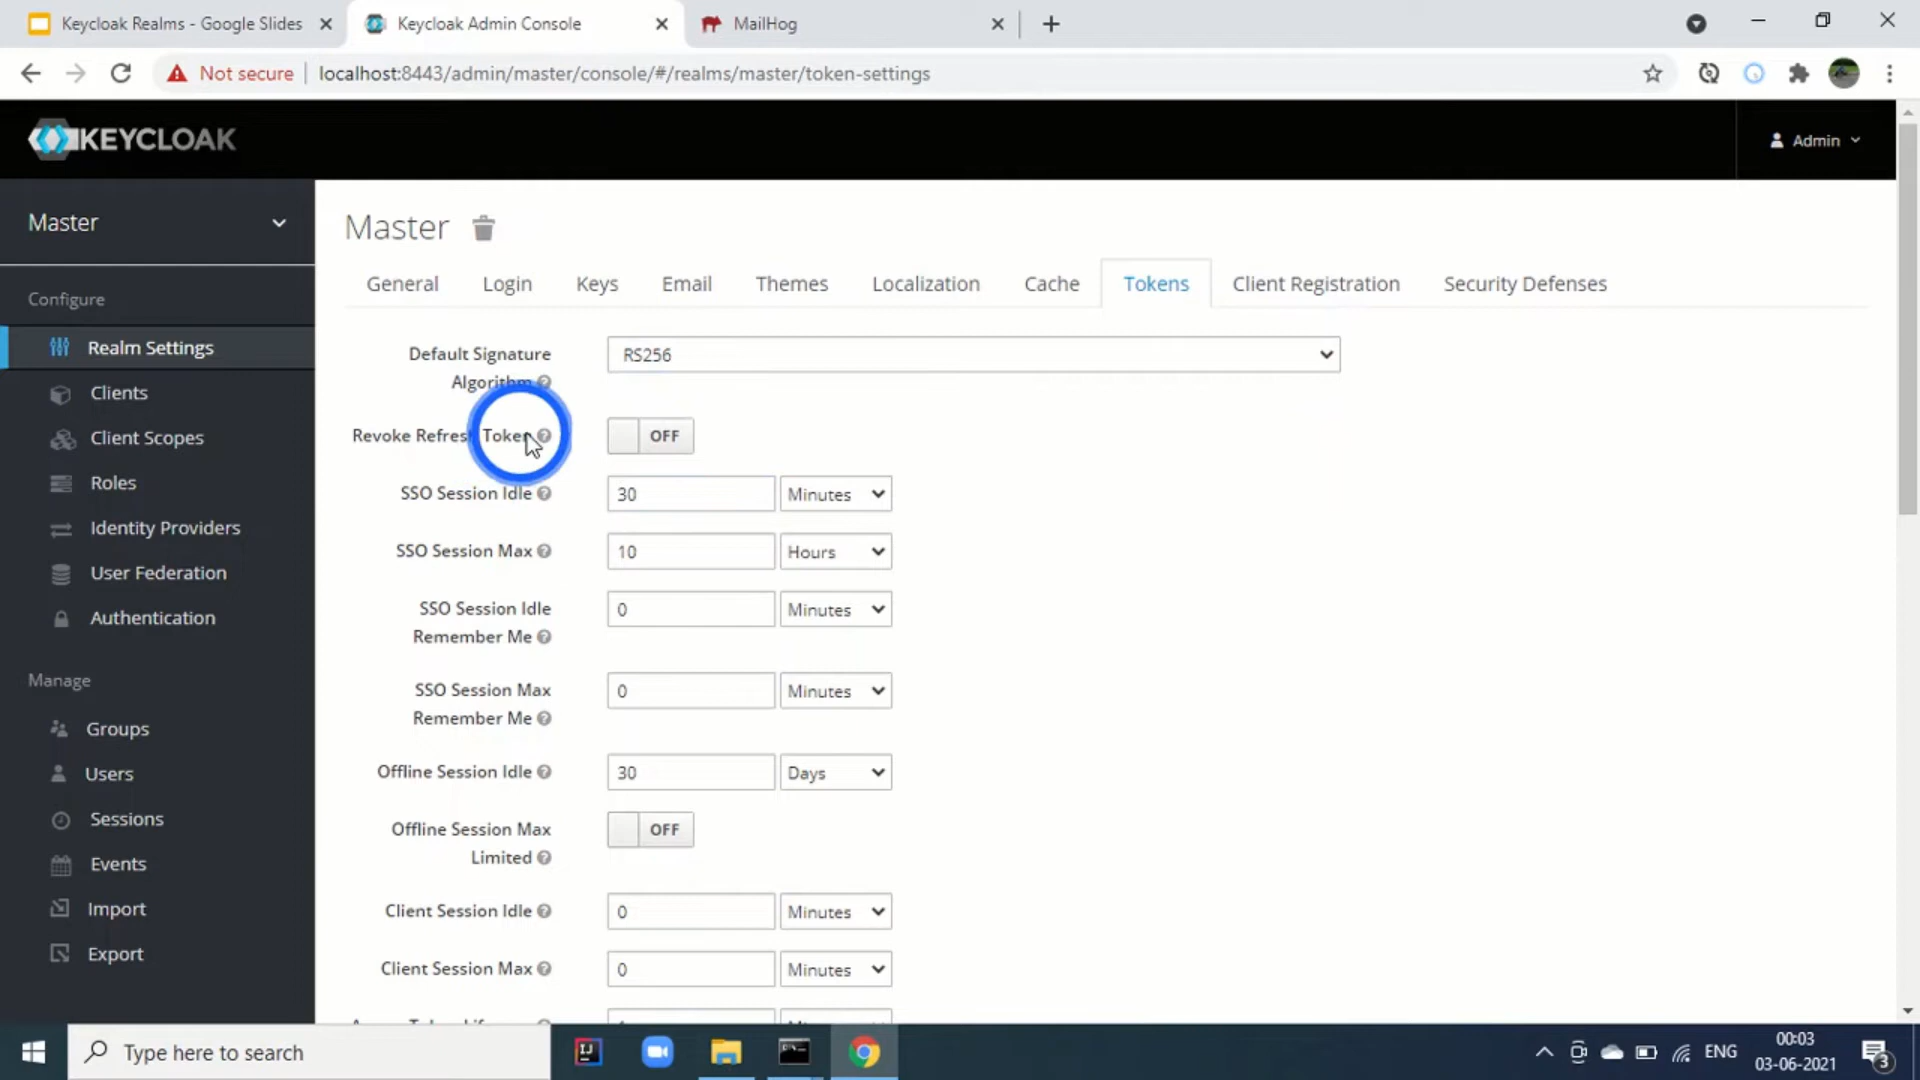 Keycloak Realms - Google Slides
Keycloak Admin Console
MailHog
Not secure
localhost:8443/admin/master/console/#/realms/master/token-settings
KEYCLOAK
Admin
Master
Configure
Realm Settings
Clients
Client Scopes
Roles
Identity Providers
User Federation
Authentication
Manage
Groups
Users
Sessions
Events
Import
Export
Master
General
Login
Keys
Email
Themes
Localization
Cache
Tokens
Client Registration
Security Defenses
Default Signature
Algorithm
RS256
Revoke Refresh Token
OFF
SSO Session Idle
30
Minutes
SSO Session Max
10
Hours
SSO Session Idle
Remember Me
0
Minutes
SSO Session Max
Remember Me
0
Minutes
Offline Session Idle
30
Days
Offline Session Max
Limited
OFF
Client Session Idle
0
Minutes
Client Session Max
0
Minutes
Type here to search
ENG
00:03
03-06-2021
3